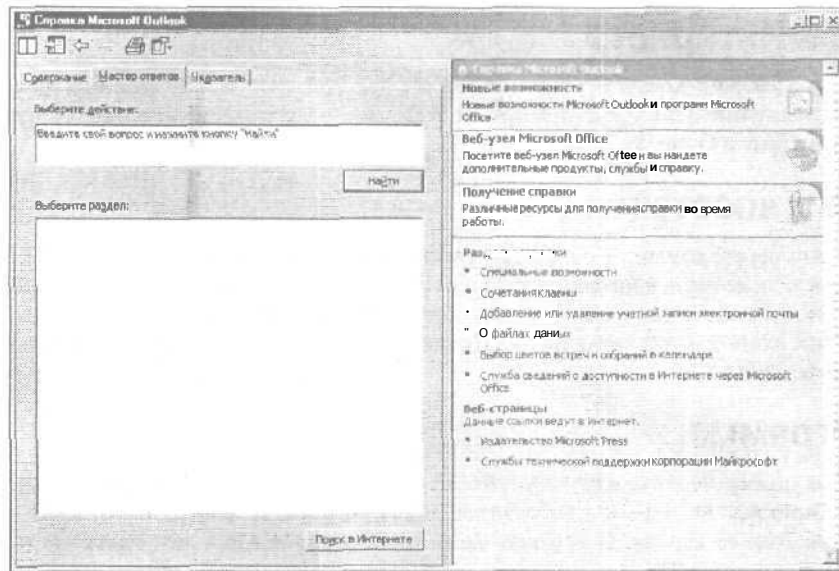 Справка Microsoft Outlook
Содержание Мастер ответов Указатель
Выберите действие:
Введите свой вопрос и нажмите кнопку "Найти"
Найти
Выберите раздел:
Поиск в Интернете
Справка Microsoft Outlook
Новые возможности
Новые возможности Microsoft Outlook и программ Microsoft
Office.
Веб-узел Microsoft Office
Посетите веб-узел Microsoft Of tee и вы найдете
дополнительные продукты, службы и справку.
Получение справки
Различные ресурсы для получения справки во время
работы.
Специальные возможности
Сочетания клавиш
Добавление или удаление учетной записи электронной почты
О файлах данных
Выбор цветов встреч и собраний в календаре
Служба сведений о доступности в Интернете через Microsoft
Office
Веб-страницы
Данные ссылки ведут в Интернет.
Издательство Microsoft Press
Службы технической поддержки корпорации Майкрософт